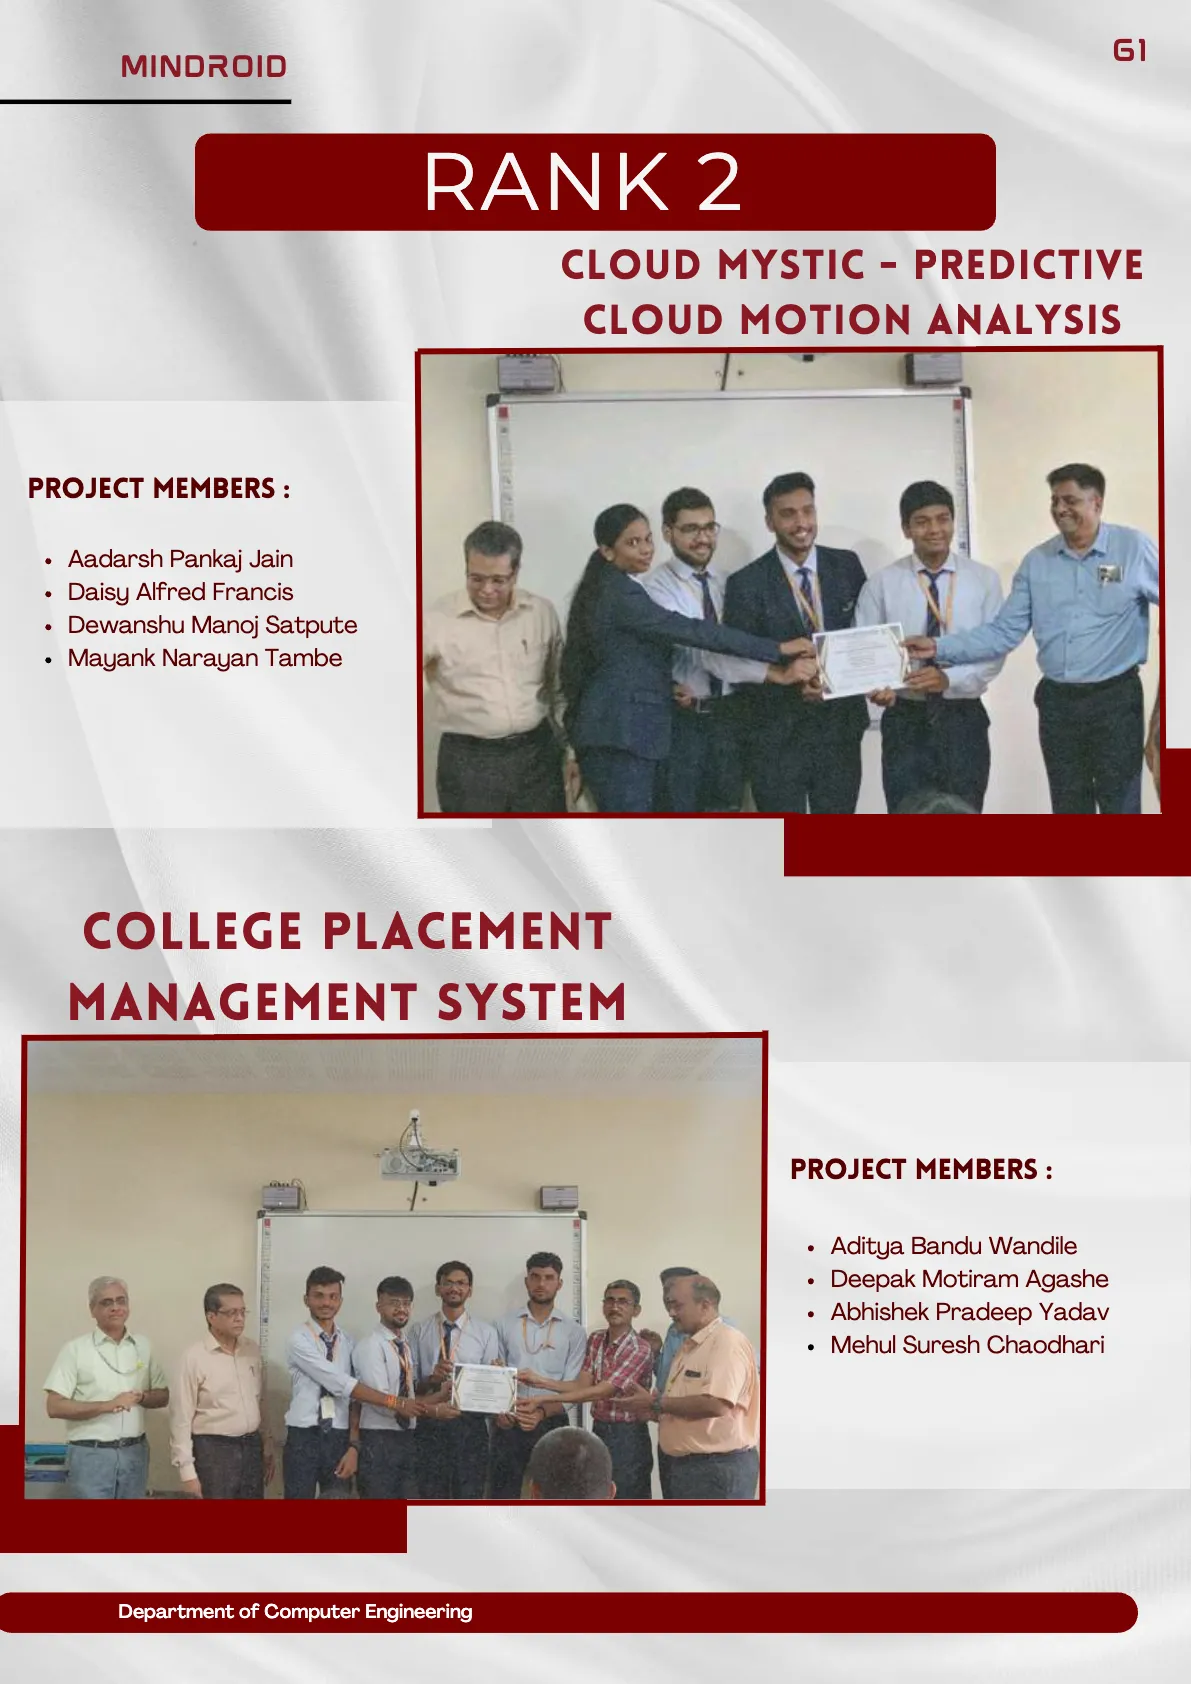 MINDROID
61
RANK 2
CLOUD MYSTIC - PREDICTIVE
CLOUD MOTION ANALYSIS
PROJECT MEMBERS :
• Aadarsh Pankaj Jain
• Daisy Alfred Francis
• Dewanshu Manoj Satpute
• Mayank Narayan Tambe
COLLEGE PLACEMENT
MANAGEMENT SYSTEM
PROJECT MEMBERS :
• Aditya Bandu Wandile
• Deepak Motiram Agashe
• Abhishek Pradeep Yadav
• Mehul Suresh Chaodhari
Department of Computer Engineering